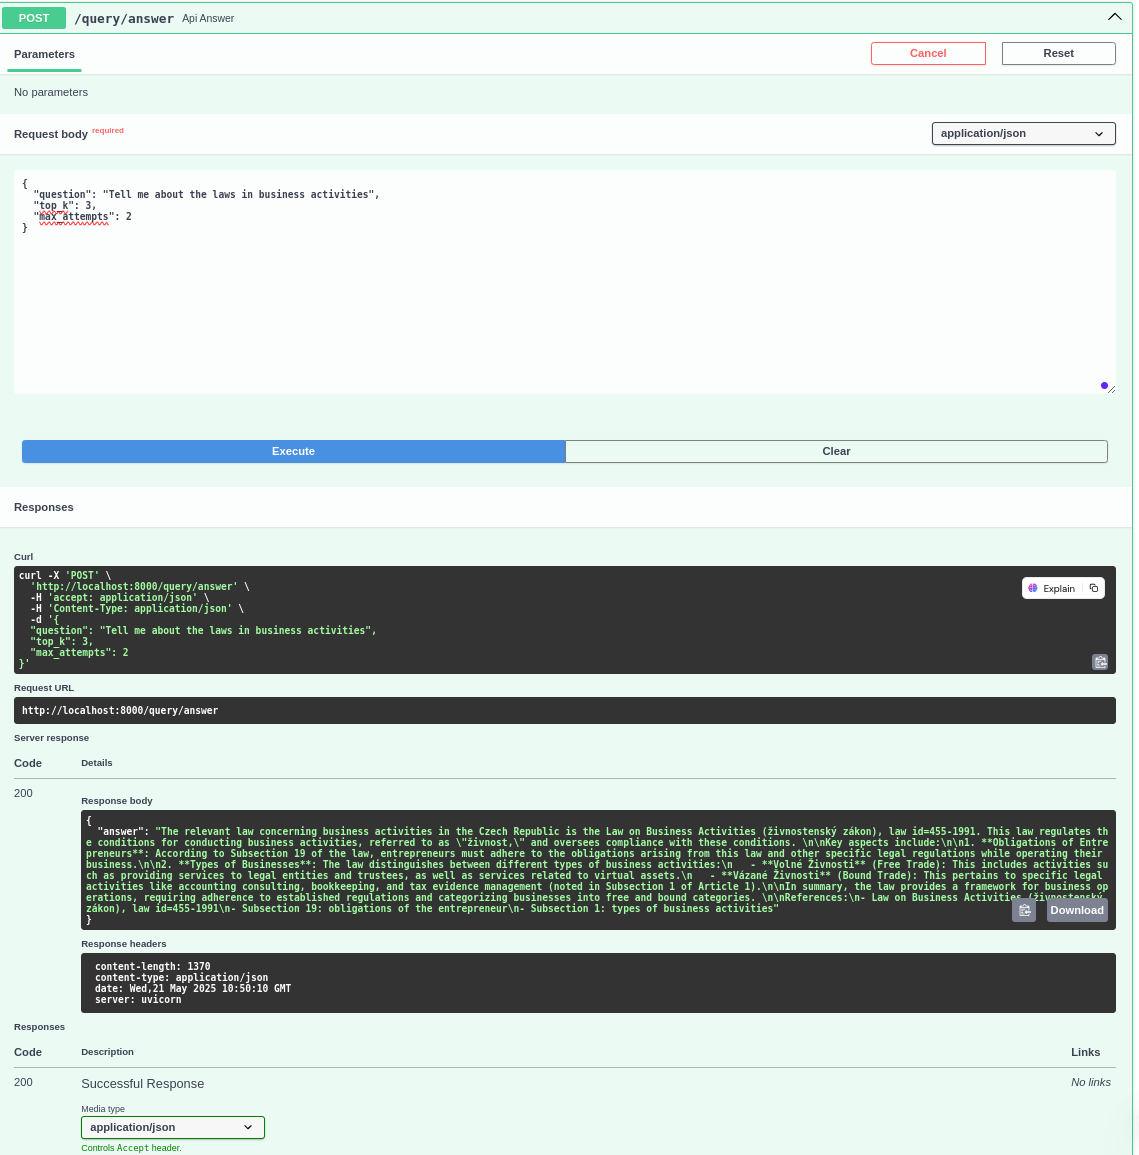 POST /query/answer Api Answer
Parameters
Cancel
Reset
No parameters
Request body required
application/json
{
  "question": "Tell me about the laws in business activities",
  "top_k": 3,
  "max_attempts": 2
}
Execute
Clear
Responses
Curl
curl -X 'POST' \
  'http://localhost:8000/query/answer' \
  -H 'accept: application/json' \
  -H 'Content-Type: application/json' \
  -d '{
  "question": "Tell me about the laws in business activities",
  "top_k": 3,
  "max_attempts": 2
}'
Explain
Request URL
http://localhost:8000/query/answer
Server response
Code Details
200
Response body
{
  "answer": "The relevant law concerning business activities in the Czech Republic is the Law on Business Activities (živnostenský zákon), law id=455-1991. This law regulates th
e conditions for conducting business activities, referred to as \"živnost,\" and oversees compliance with these conditions. \n\nKey aspects include:\n\n1. **Obligations of Entre
preneurs**: According to Subsection 19 of the law, entrepreneurs must adhere to the obligations arising from this law and other specific legal regulations while operating their
business.\n\n2. **Types of Businesses**: The law distinguishes between different types of business activities:\n   - **Volné Živnosti** (Free Trade): This includes activities su
ch as providing services to legal entities and trustees, as well as services related to virtual assets.\n   - **Vázané Živnosti** (Bound Trade): This pertains to specific legal
activities like accounting consulting, bookkeeping, and tax evidence management (noted in Subsection 1 of Article 1).\n\nIn summary, the law provides a framework for business op
erations, requiring adherence to established regulations and categorizing businesses into free and bound categories. \n\nReferences:\n- Law on Business Activities (živnostenský
zákon), law id=455-1991\n- Subsection 19: obligations of the entrepreneur\n- Subsection 1: types of business activities"
}
Download
Response headers
content-length: 1370
content-type: application/json
date: Wed,21 May 2025 10:50:10 GMT
server: uvicorn
Responses
Code Description Links
200 Successful Response No links
Media type
application/json
Controls Accept header.